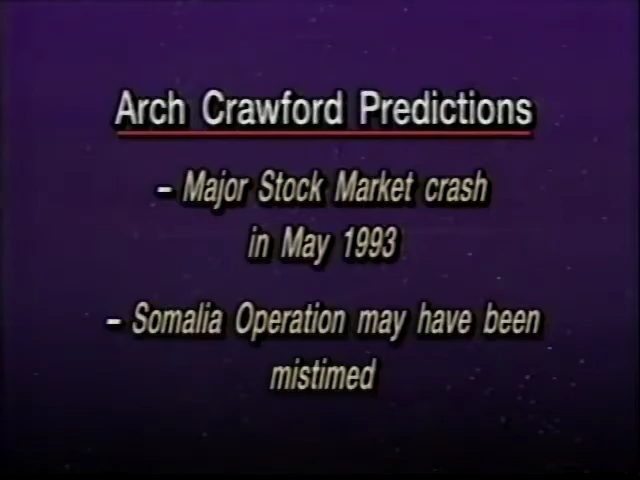 Arch Crawford Predictions
– Major Stock Market crash
in May 1993
– Somalia Operation may have been
mistimed